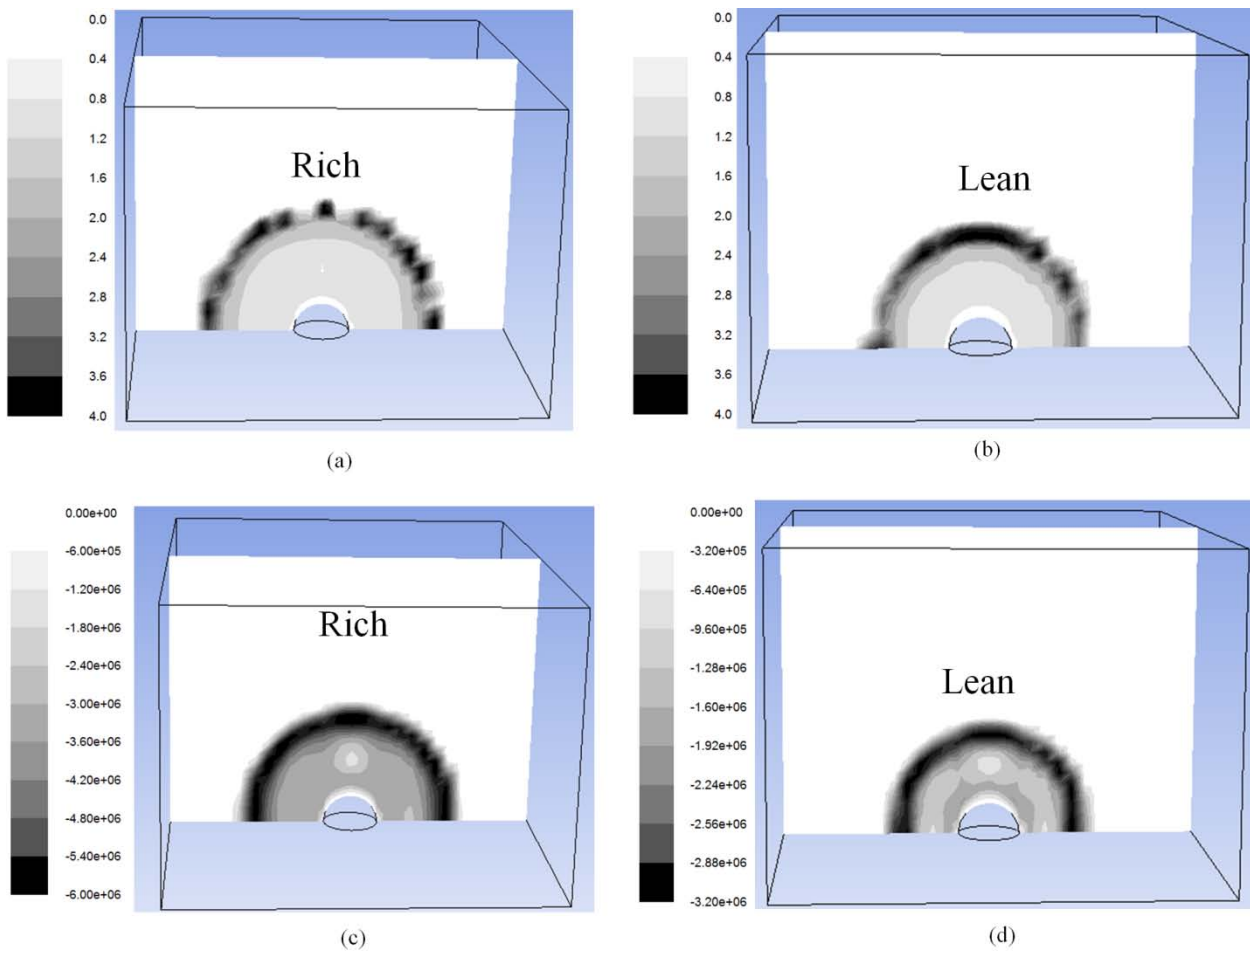 0.0
0.4
0.8
1.2
1.6
2.0
2.4
2.8
3.2
3.6
4.0
Rich
(a)
0.0
0.4
0.8
1.2
1.6
2.0
2.4
2.8
3.2
3.6
4.0
Lean
(b)
0.00e+00
-6.00e+05
-1.20e+06
-1.80e+06
-2.40e+06
-3.00e+06
-3.60e+06
-4.20e+06
-4.80e+06
-5.40e+06
-6.00e+06
Rich
(c)
0.00e+00
-3.20e+05
-6.40e+05
-9.60e+05
-1.28e+06
-1.60e+06
-1.92e+06
-2.24e+06
-2.56e+06
-2.88e+06
-3.20e+06
Lean
(d)